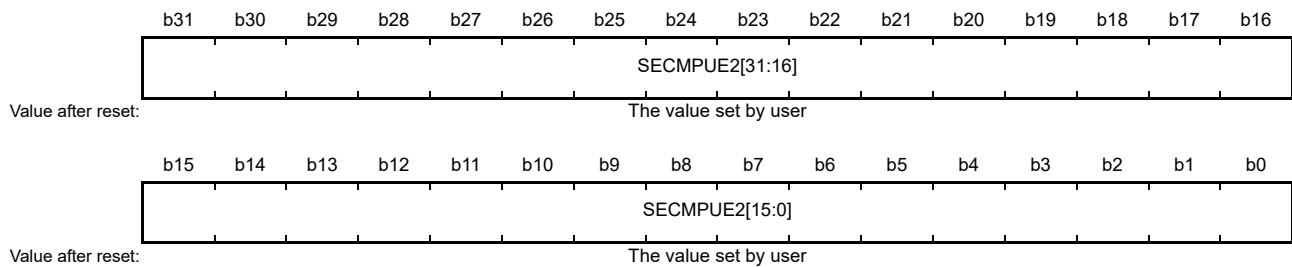 b31 b30 b29 b28 b27 b26 b25 b24 b23 b22 b21 b20 b19 b18 b17 b16
SECMPUE2[31:16]
Value after reset: The value set by user
b15 b14 b13 b12 b11 b10 b9 b8 b7 b6 b5 b4 b3 b2 b1 b0
SECMPUE2[15:0]
Value after reset: The value set by user